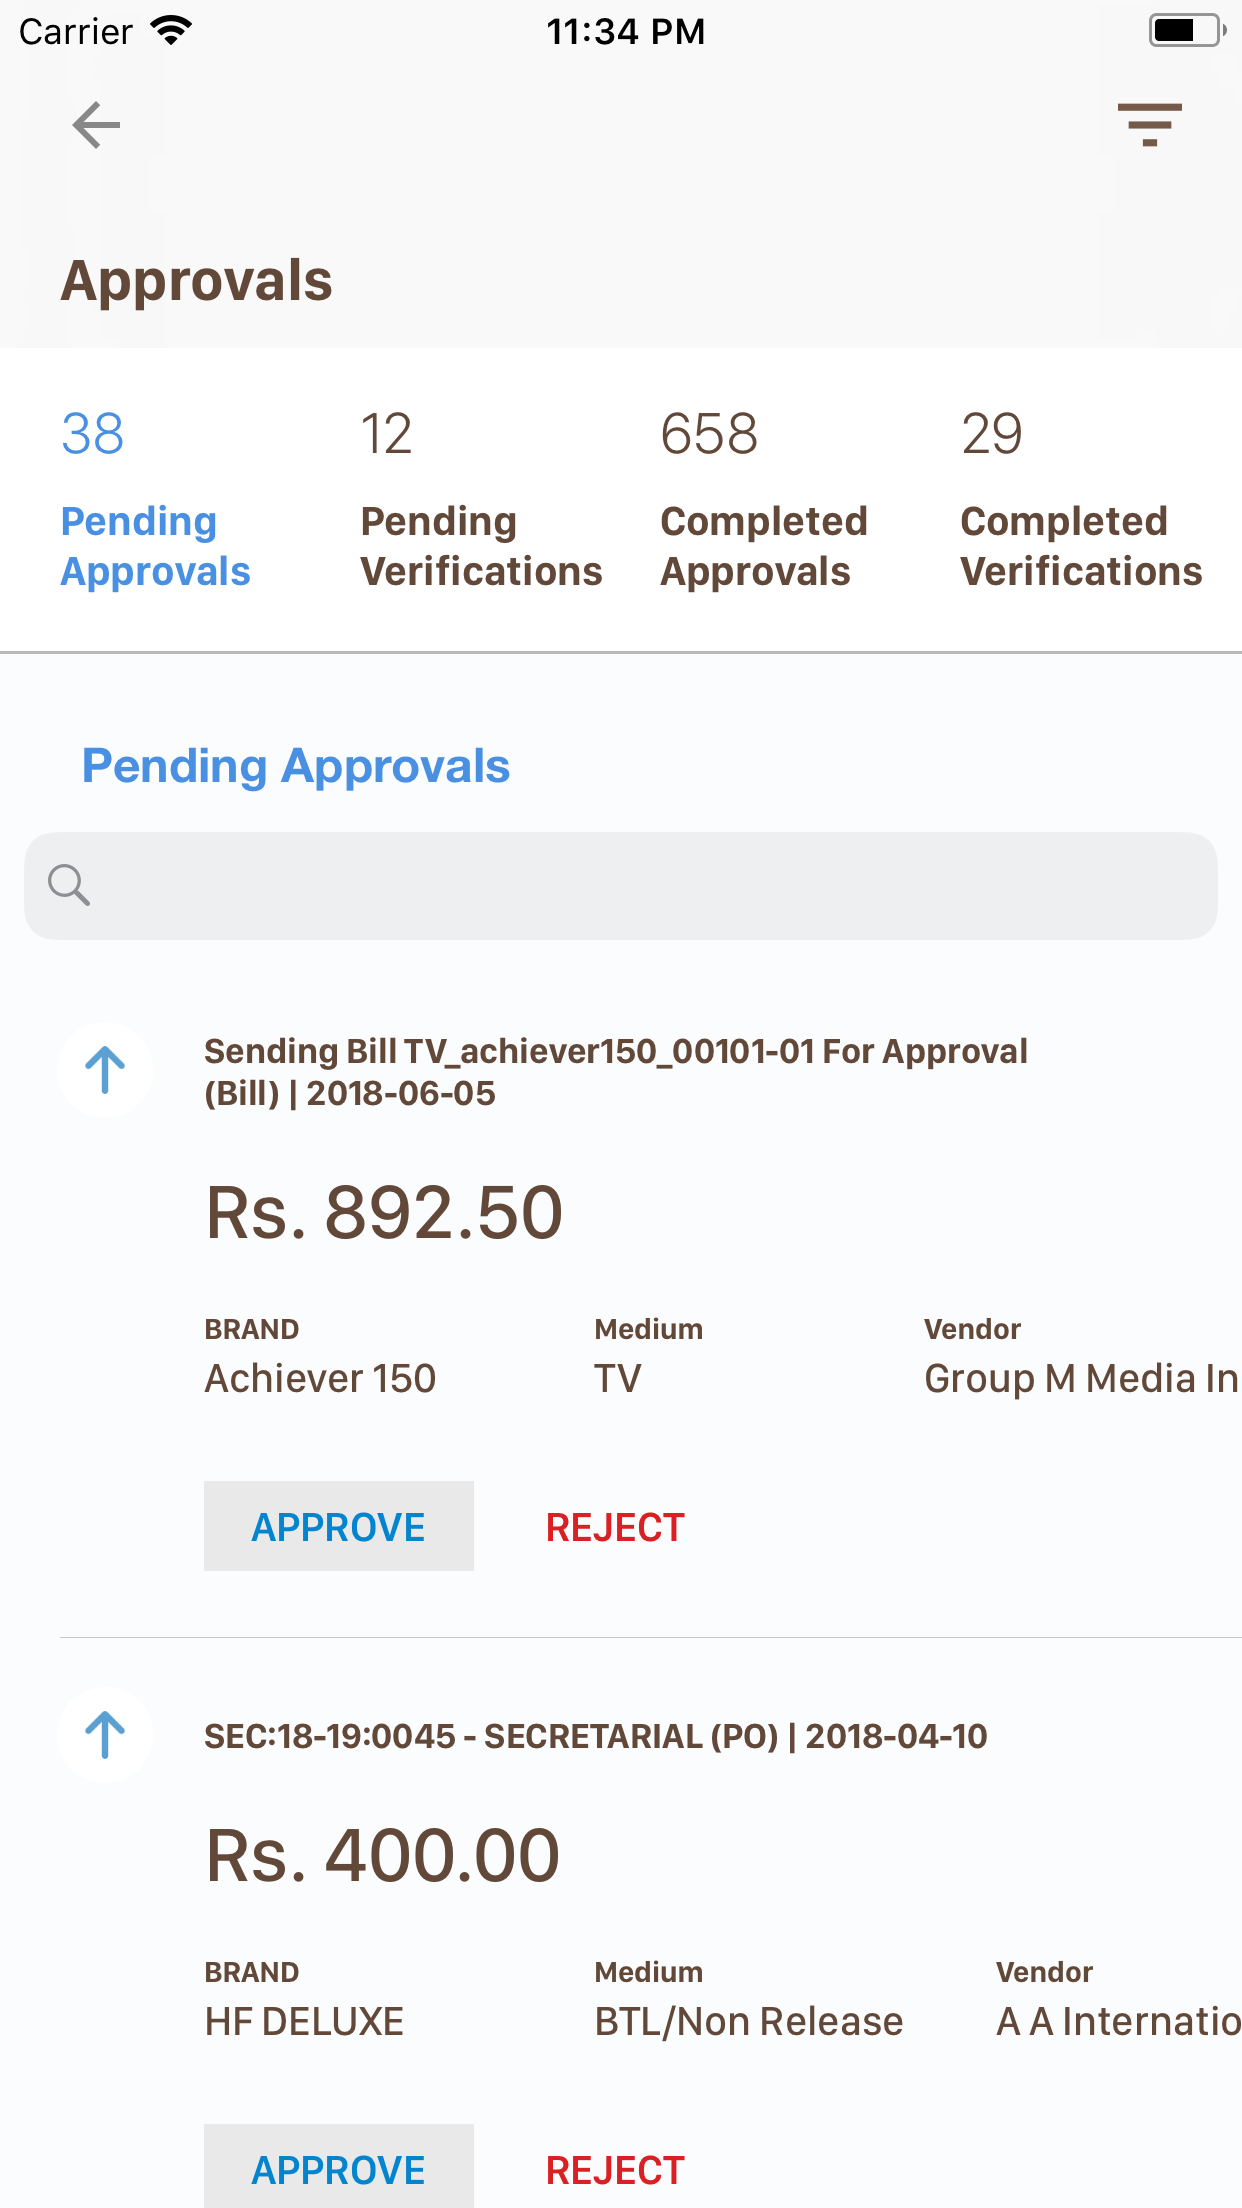 Carrier 11:34 PM
Approvals
38 12 658 29
Pending Pending Completed Completed
Approvals Verifications Approvals Verifications
Pending Approvals
Sending Bill TV_achiever150_00101-01 For Approval
(Bill) | 2018-06-05
Rs. 892.50
BRAND Medium Vendor
Achiever 150 TV Group M Media In
APPROVE REJECT
SEC:18-19:0045 - SECRETARIAL (PO) | 2018-04-10
Rs. 400.00
BRAND Medium Vendor
HF DELUXE BTL/Non Release A A Internatio
APPROVE REJECT